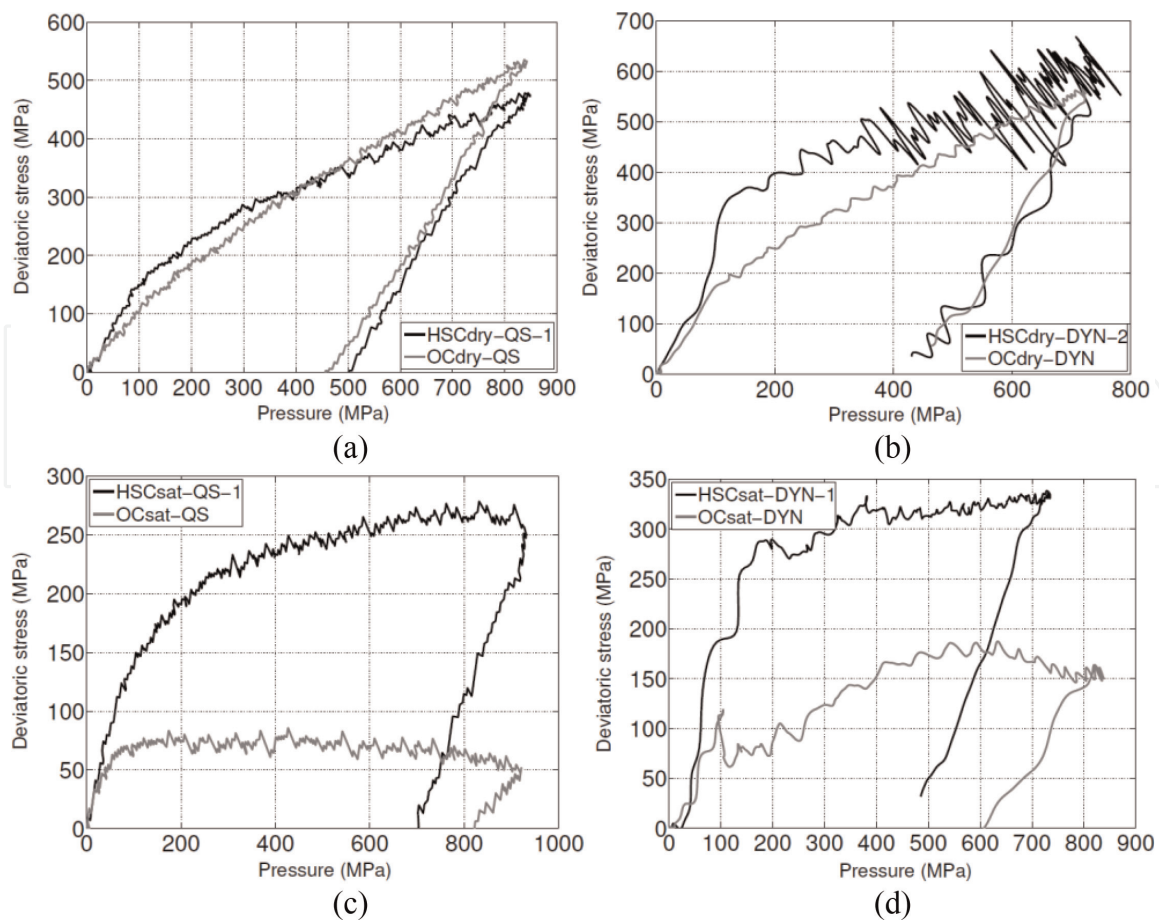 600
500
400
300
200
100
0
0 100 200 300 400 500 600 700 800 900
Deviatoric stress (MPa)
Pressure (MPa)
HSCdry-QS-1
OCdry-QS
(a)
700
600
500
400
300
200
100
0
0 200 400 600 800
Deviatoric stress (MPa)
Pressure (MPa)
HSCdry-DYN-2
OCdry-DYN
(b)
300
250
200
150
100
50
0
0 200 400 600 800 1000
Deviatoric stress (MPa)
Pressure (MPa)
HSCsat-QS-1
OCsat-QS
(c)
350
300
250
200
150
100
50
0
0 100 200 300 400 500 600 700 800 900
Deviatoric stress (MPa)
Pressure (MPa)
HSCsat-DYN-1
OCsat-DYN
(d)